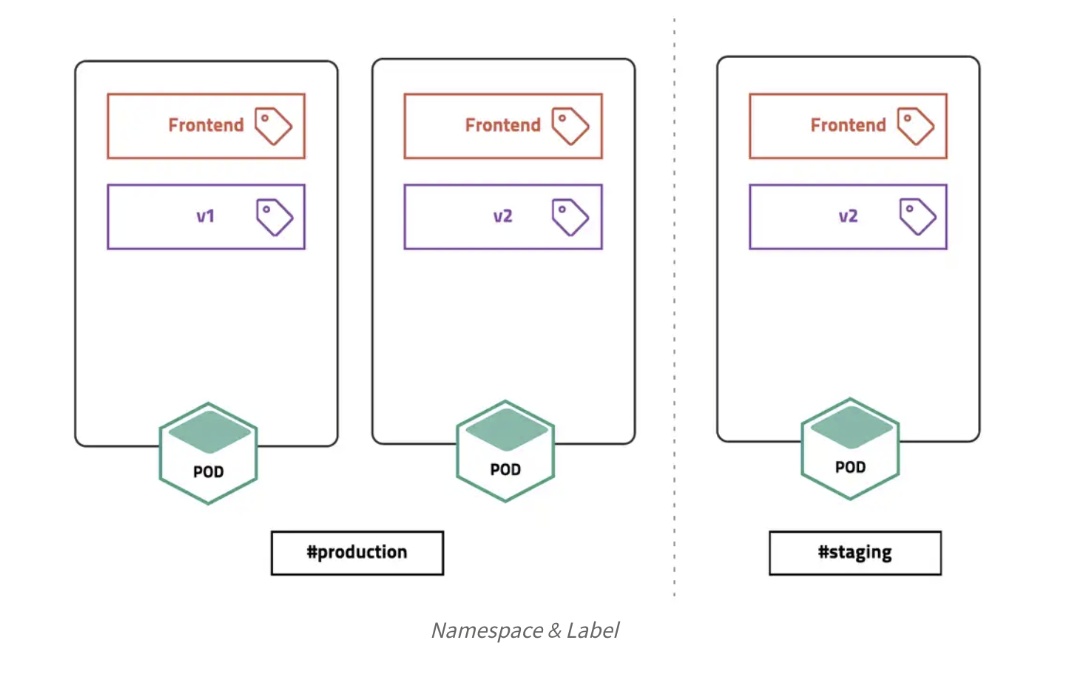 Frontend
Frontend
Frontend
v1
v2
v2
POD
POD
POD
#production
#staging
Namespace & Label